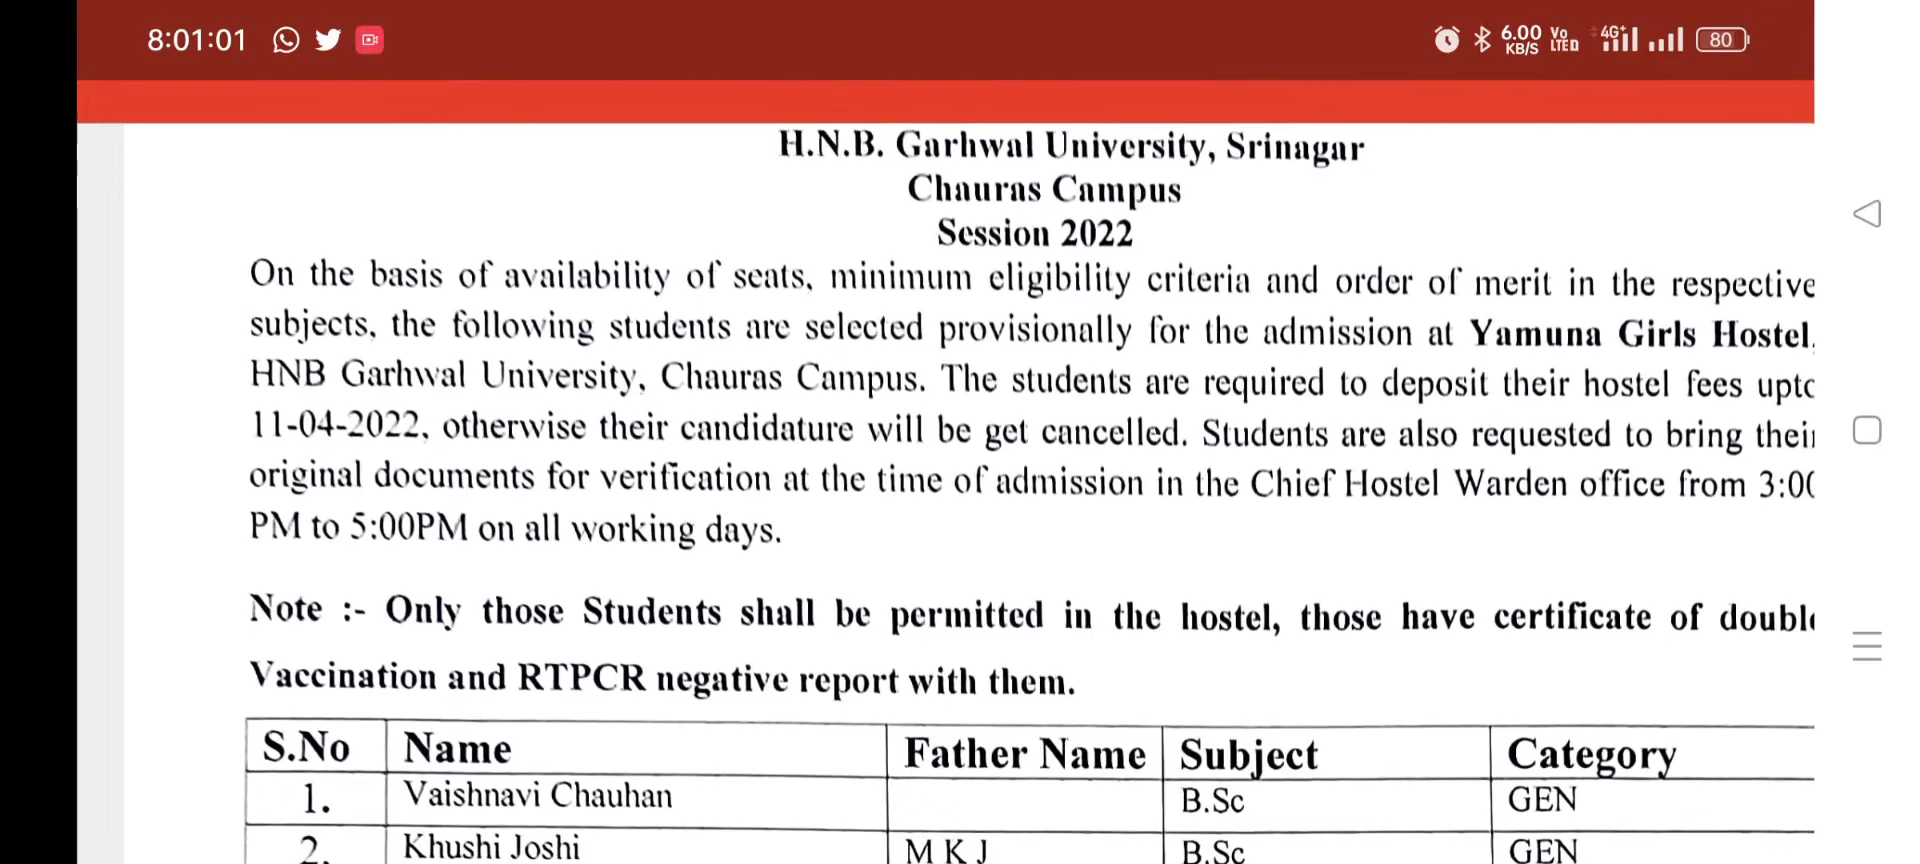 8:01:01 6.00 KB/S Vo LTED 4G+ 80
H.N.B. Garhwal University, Srinagar
Chauras Campus
Session 2022
On the basis of availability of seats, minimum eligibility criteria and order of merit in the respective
subjects, the following students are selected provisionally for the admission at Yamuna Girls Hostel,
HNB Garhwal University, Chauras Campus. The students are required to deposit their hostel fees upto
11-04-2022, otherwise their candidature will be get cancelled. Students are also requested to bring their
original documents for verification at the time of admission in the Chief Hostel Warden office from 3:00
PM to 5:00PM on all working days.
Note :- Only those Students shall be permitted in the hostel, those have certificate of double
Vaccination and RTPCR negative report with them.
S.No Name Father Name Subject Category
1. Vaishnavi Chauhan B.Sc GEN
2. Khushi Joshi M K J B.Sc GEN